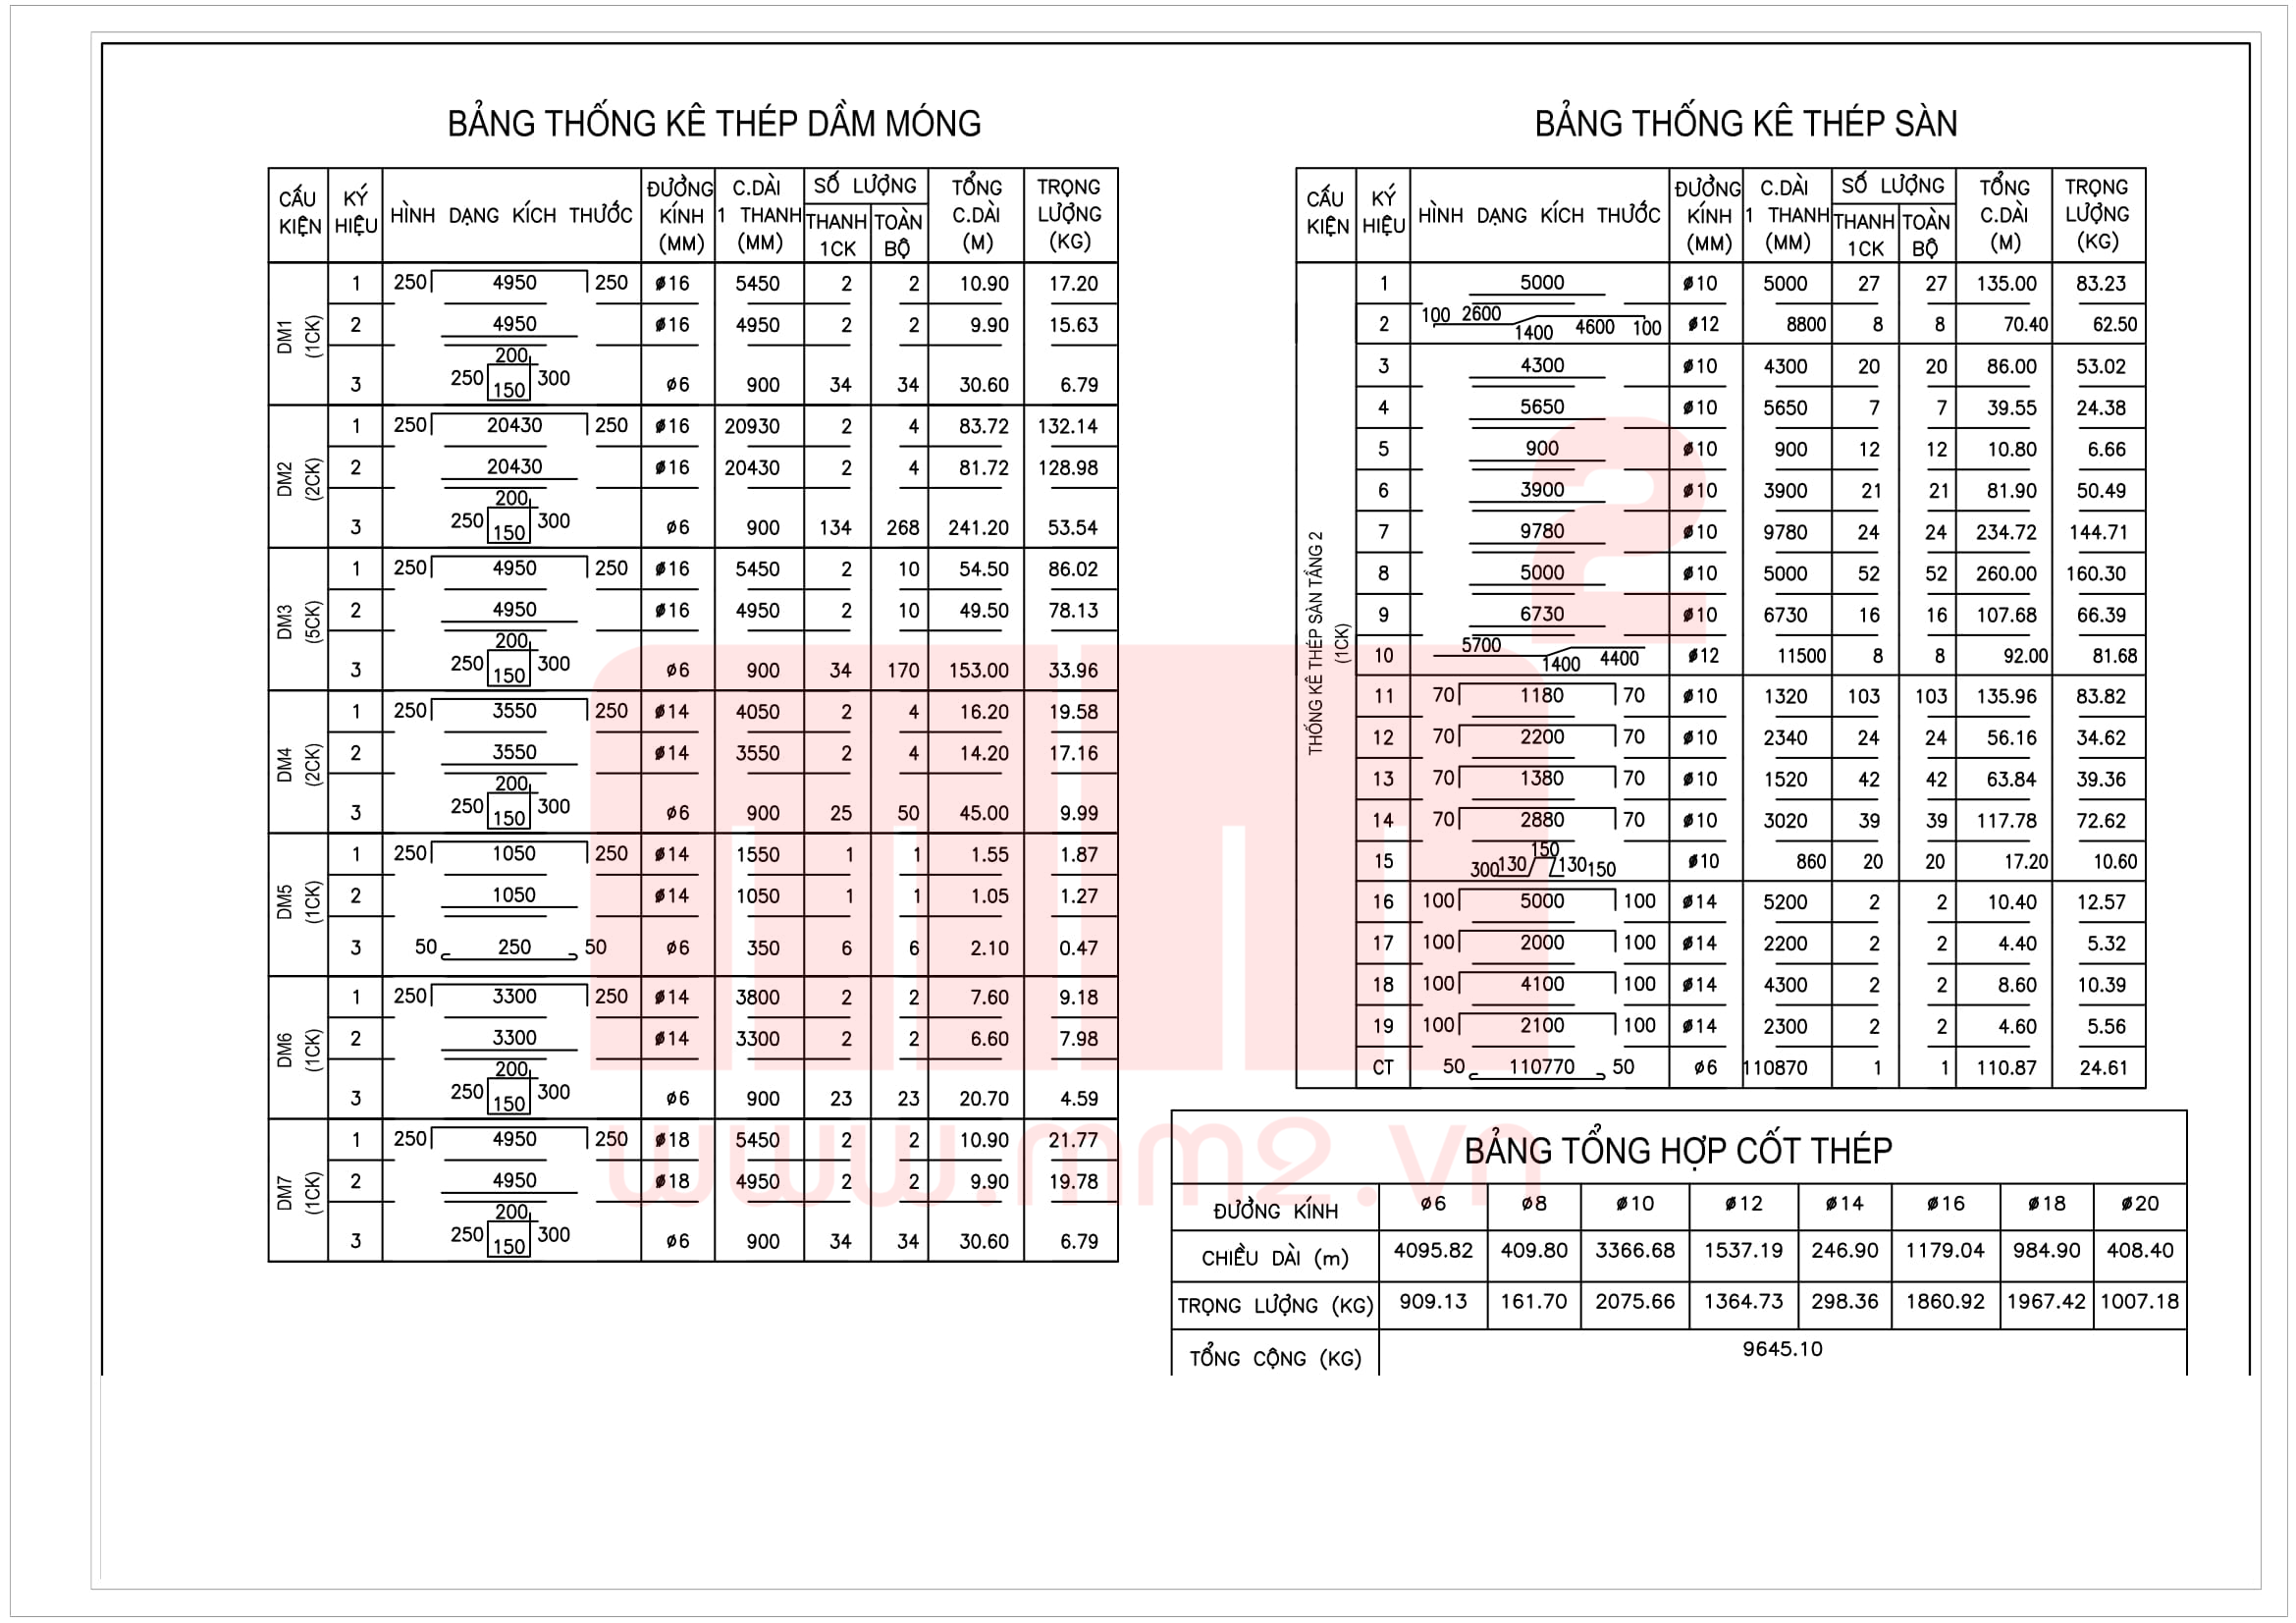 BẢNG THỐNG KÊ THÉP DẦM MÓNG
CẤU KIỆN KÝ HIỆU HÌNH DẠNG KÍCH THƯỚC ĐƯỜNG KÍNH (MM) C.DÀI 1 THANH (MM) SỐ LƯỢNG THANH 1CK TOÀN BỘ TỔNG C.DÀI (M) TRỌNG LƯỢNG (KG)
DM1 (1CK)
1 250 4950 250 ø16 5450 2 2 10.90 17.20
2 4950 ø16 4950 2 2 9.90 15.63
3 200 250 150 300 ø6 900 34 34 30.60 6.79
DM2 (2CK)
1 250 20430 250 ø16 20930 2 4 83.72 132.14
2 20430 ø16 20430 2 4 81.72 128.98
3 200 250 150 300 ø6 900 134 268 241.20 53.54
DM3 (5CK)
1 250 4950 250 ø16 5450 2 10 54.50 86.02
2 4950 ø16 4950 2 10 49.50 78.13
3 200 250 150 300 ø6 900 34 170 153.00 33.96
DM4 (2CK)
1 250 3550 250 ø14 4050 2 4 16.20 19.58
2 3550 ø14 3550 2 4 14.20 17.16
3 200 250 150 300 ø6 900 25 50 45.00 9.99
DM5 (1CK)
1 250 1050 250 ø14 1550 1 1 1.55 1.87
2 1050 ø14 1050 1 1 1.05 1.27
3 50 250 50 ø6 350 6 6 2.10 0.47
DM6 (1CK)
1 250 3300 250 ø14 3800 2 2 7.60 9.18
2 3300 ø14 3300 2 2 6.60 7.98
3 200 250 150 300 ø6 900 23 23 20.70 4.59
DM7 (1CK)
1 250 4950 250 ø18 5450 2 2 10.90 21.77
2 4950 ø18 4950 2 2 9.90 19.78
3 200 250 150 300 ø6 900 34 34 30.60 6.79
BẢNG THỐNG KÊ THÉP SÀN
CẤU KIỆN KÝ HIỆU HÌNH DẠNG KÍCH THƯỚC ĐƯỜNG KÍNH (MM) C.DÀI 1 THANH (MM) SỐ LƯỢNG THANH 1CK TOÀN BỘ TỔNG C.DÀI (M) TRỌNG LƯỢNG (KG)
THỐNG KÊ THÉP SÀN TẦNG 2
(1CK)
1 5000 ø10 5000 27 27 135.00 83.23
2 100 2600 1400 4600 100 ø12 8800 8 8 70.40 62.50
3 4300 ø10 4300 20 20 86.00 53.02
4 5650 ø10 5650 7 7 39.55 24.38
5 900 ø10 900 12 12 10.80 6.66
6 3900 ø10 3900 21 21 81.90 50.49
7 9780 ø10 9780 24 24 234.72 144.71
8 5000 ø10 5000 52 52 260.00 160.30
9 6730 ø10 6730 16 16 107.68 66.39
10 5700 1400 4400 ø12 11500 8 8 92.00 81.68
11 70 1180 70 ø10 1320 103 103 135.96 83.82
12 70 2200 70 ø10 2340 24 24 56.16 34.62
13 70 1380 70 ø10 1520 42 42 63.84 39.36
14 70 2880 70 ø10 3020 39 39 117.78 72.62
15 300 130 150 130 150 ø10 860 20 20 17.20 10.60
16 100 5000 100 ø14 5200 2 2 10.40 12.57
17 100 2000 100 ø14 2200 2 2 4.40 5.32
18 100 4100 100 ø14 4300 2 2 8.60 10.39
19 100 2100 100 ø14 2300 2 2 4.60 5.56
CT 50 110770 50 ø6 110870 1 1 110.87 24.61
BẢNG TỔNG HỢP CỐT THÉP
ĐƯỜNG KÍNH ø6 ø8 ø10 ø12 ø14 ø16 ø18 ø20
CHIỀU DÀI (m) 4095.82 409.80 3366.68 1537.19 246.90 1179.04 984.90 408.40
TRỌNG LƯỢNG (KG) 909.13 161.70 2075.66 1364.73 298.36 1860.92 1967.42 1007.18
TỔNG CỘNG (KG) 9645.10
mm2
www.mm2.vn